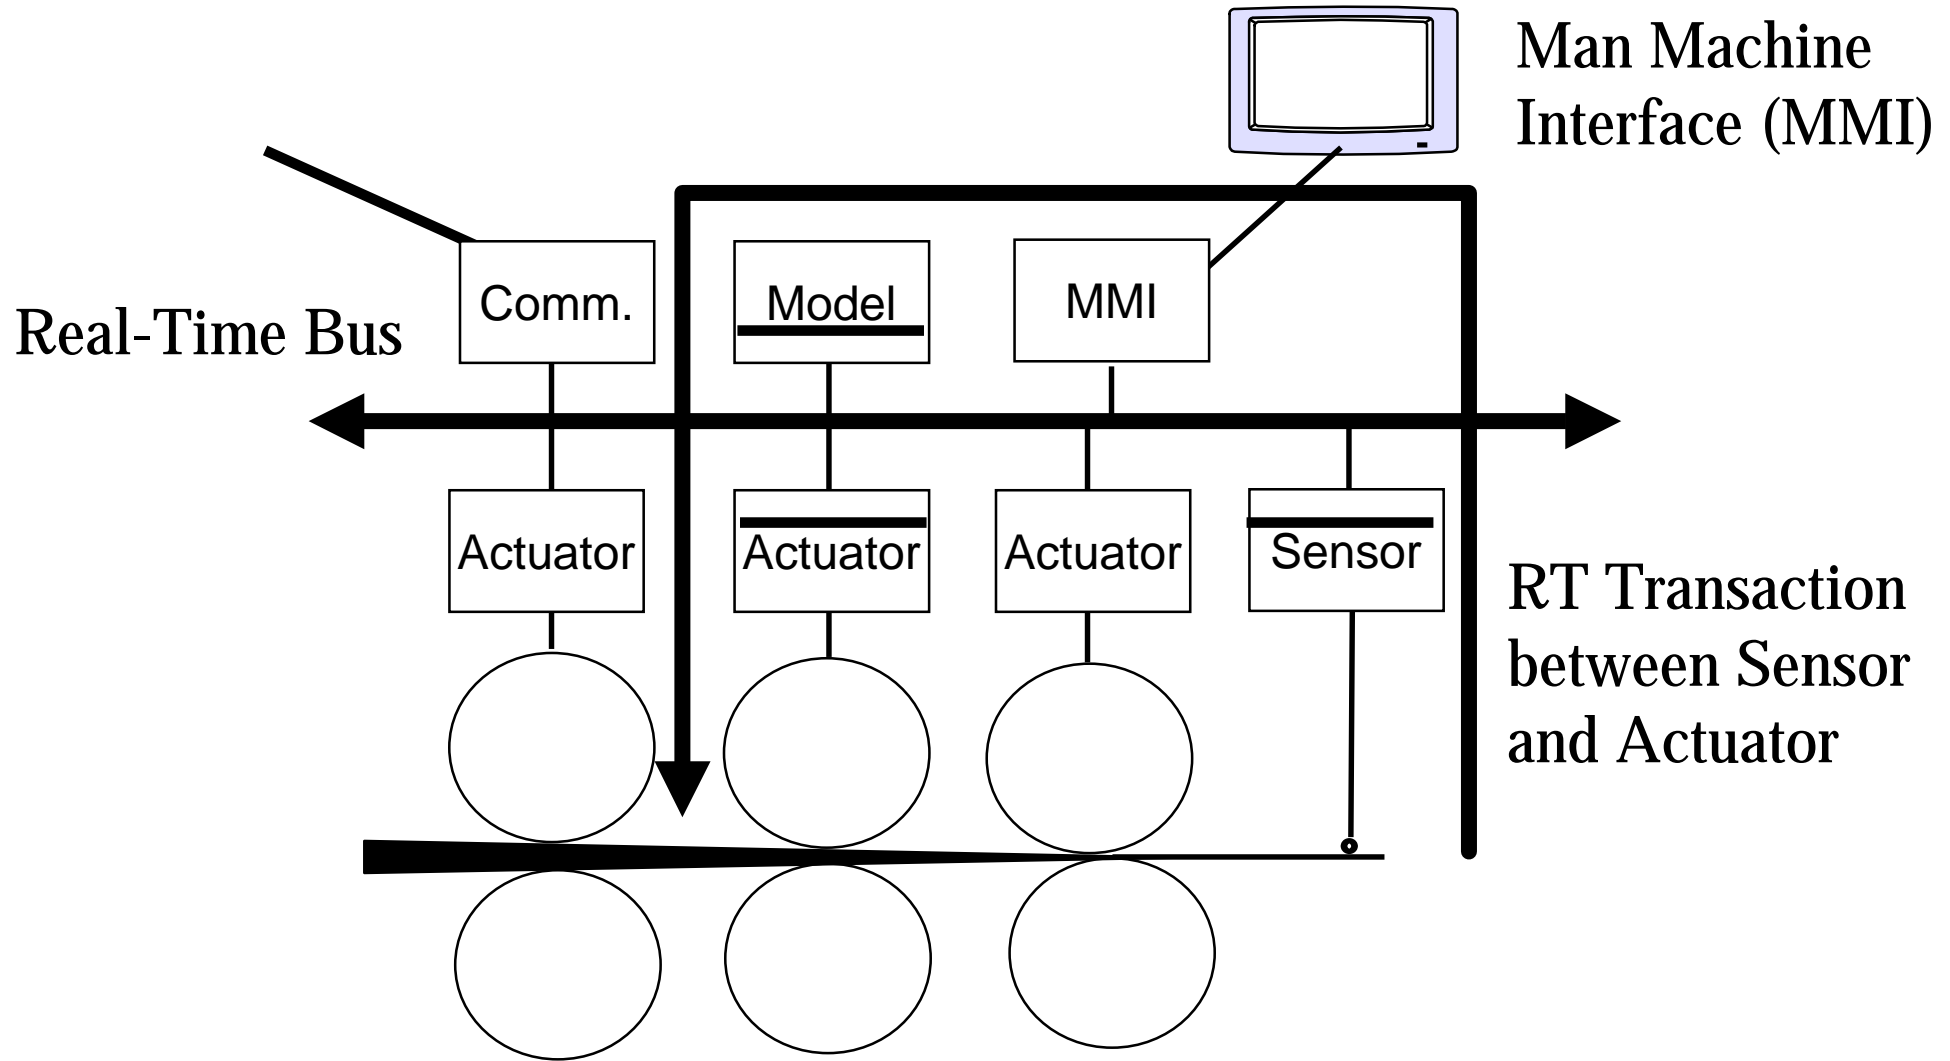 Man Machine
Interface (MMI)
Comm.
Model
MMI
Real-Time Bus
Actuator
Actuator
Actuator
Sensor
RT Transaction
between Sensor
and Actuator